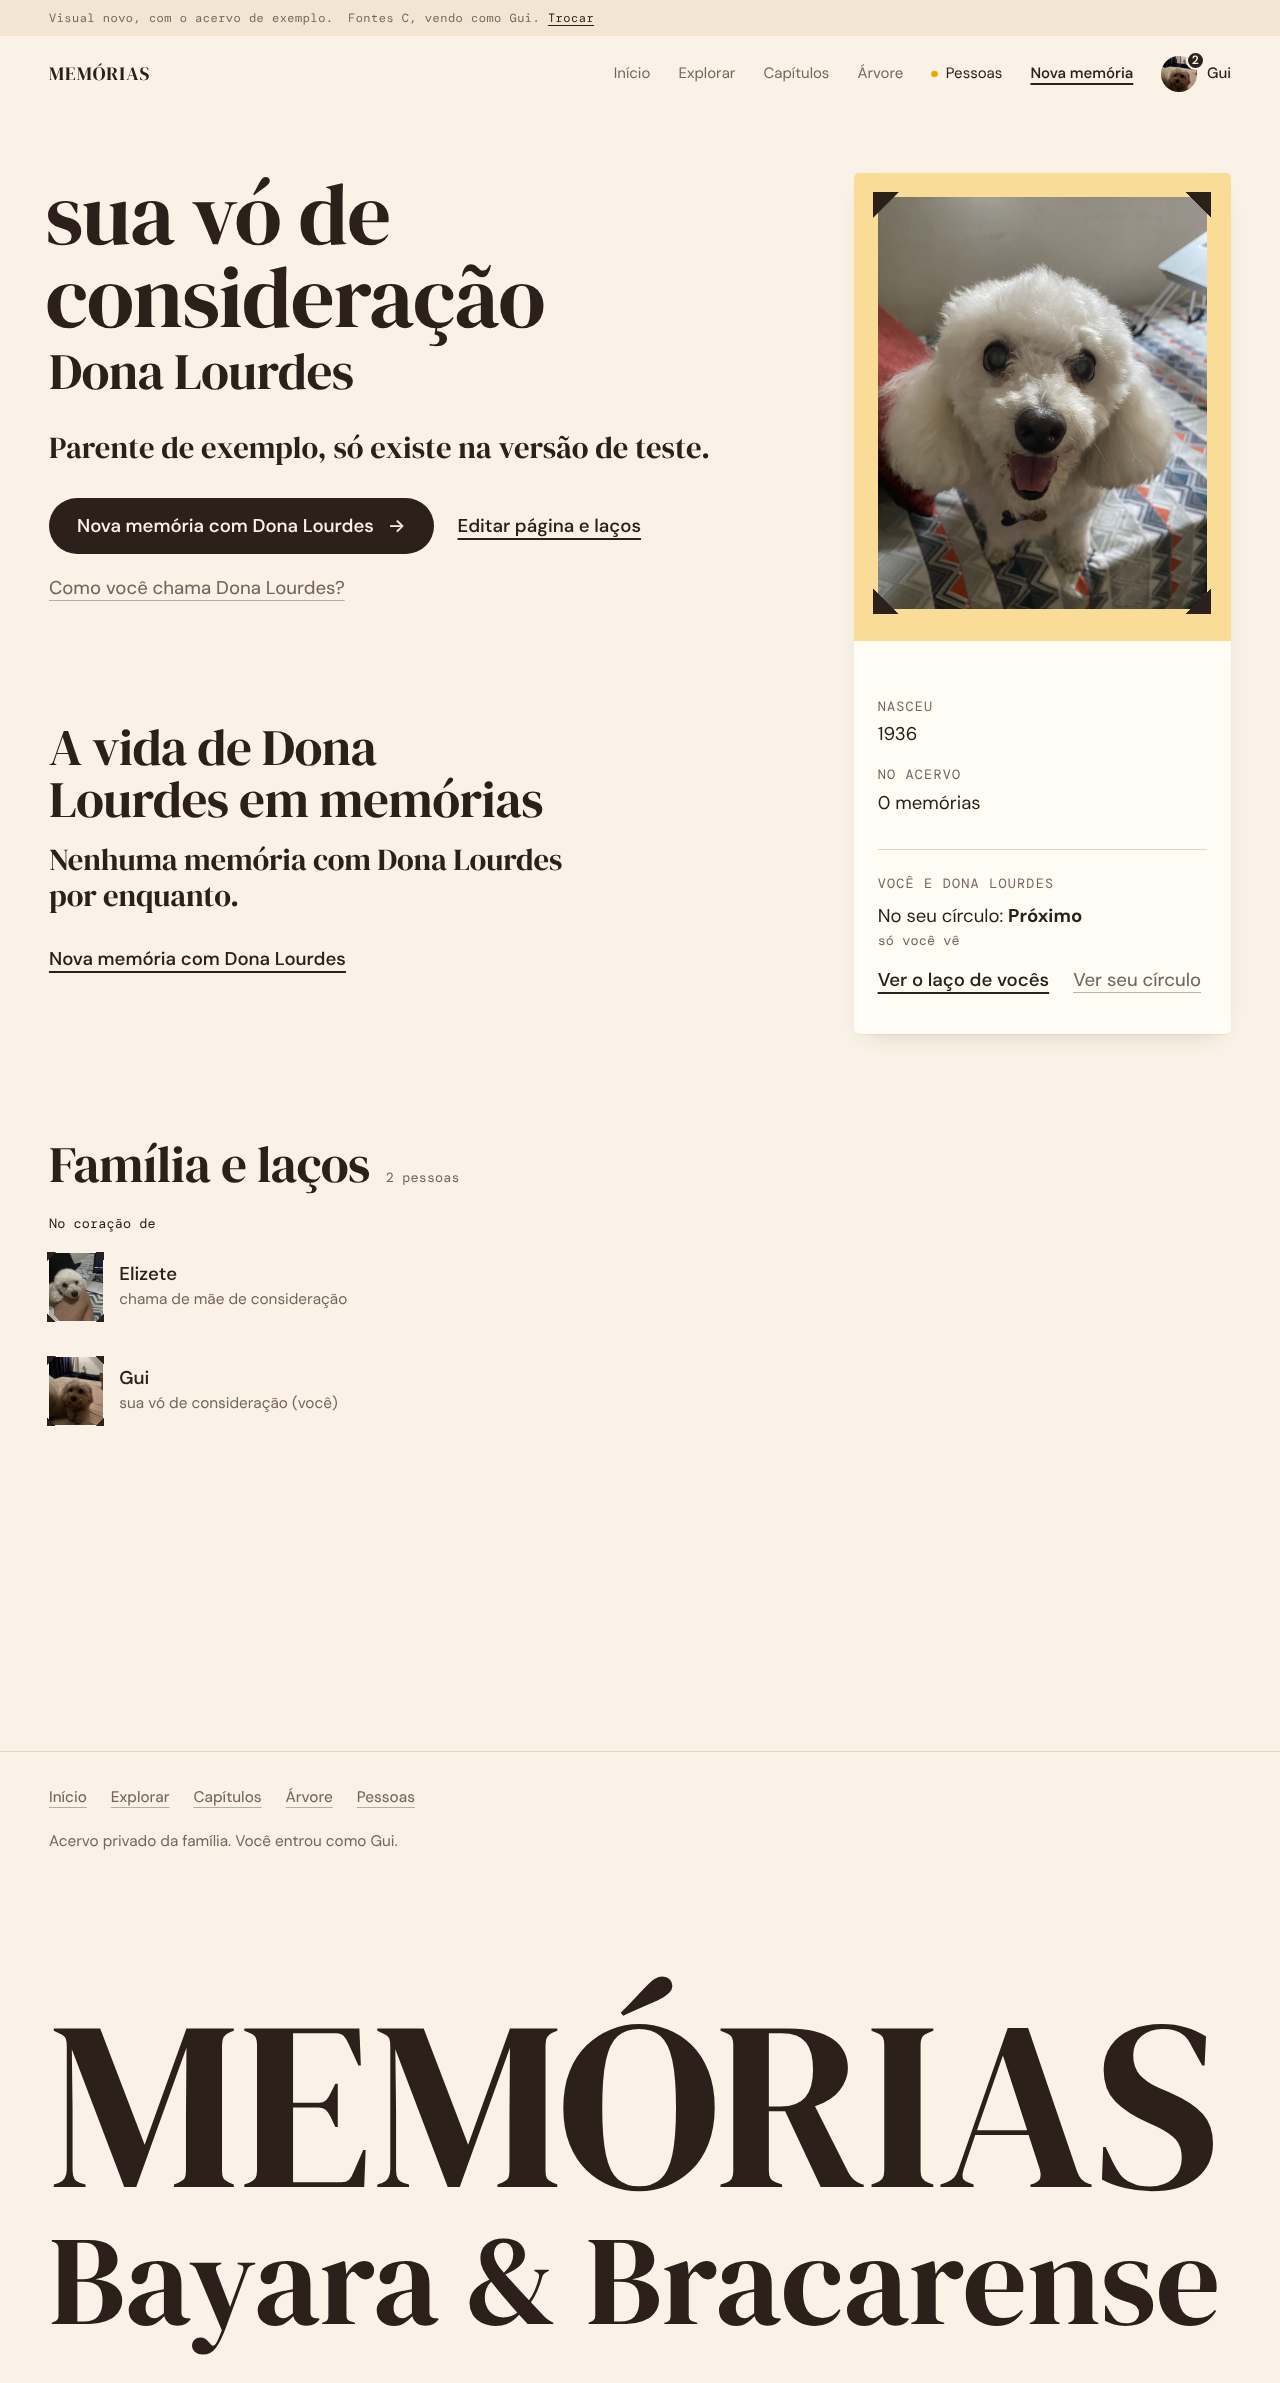 Visual novo, com o acervo de exemplo. Fontes C, vendo como Gui. Trocar
MEMÓRIAS
Início Explorar Capítulos Árvore Pessoas Nova memória 2 Gui
sua vó de
consideração
Dona Lourdes
Parente de exemplo, só existe na versão de teste.
Nova memória com Dona Lourdes →
Editar página e laços
Como você chama Dona Lourdes?
NASCEU
1936
NO ACERVO
0 memórias
VOCÊ E DONA LOURDES
No seu círculo: Próximo
só você vê
Ver o laço de vocês Ver seu círculo
A vida de Dona
Lourdes em memórias
Nenhuma memória com Dona Lourdes
por enquanto.
Nova memória com Dona Lourdes
Família e laços 2 pessoas
No coração de
Elizete
chama de mãe de consideração
Gui
sua vó de consideração (você)
Início Explorar Capítulos Árvore Pessoas
Acervo privado da família. Você entrou como Gui.
MEMÓRIAS
Bayara & Bracarense